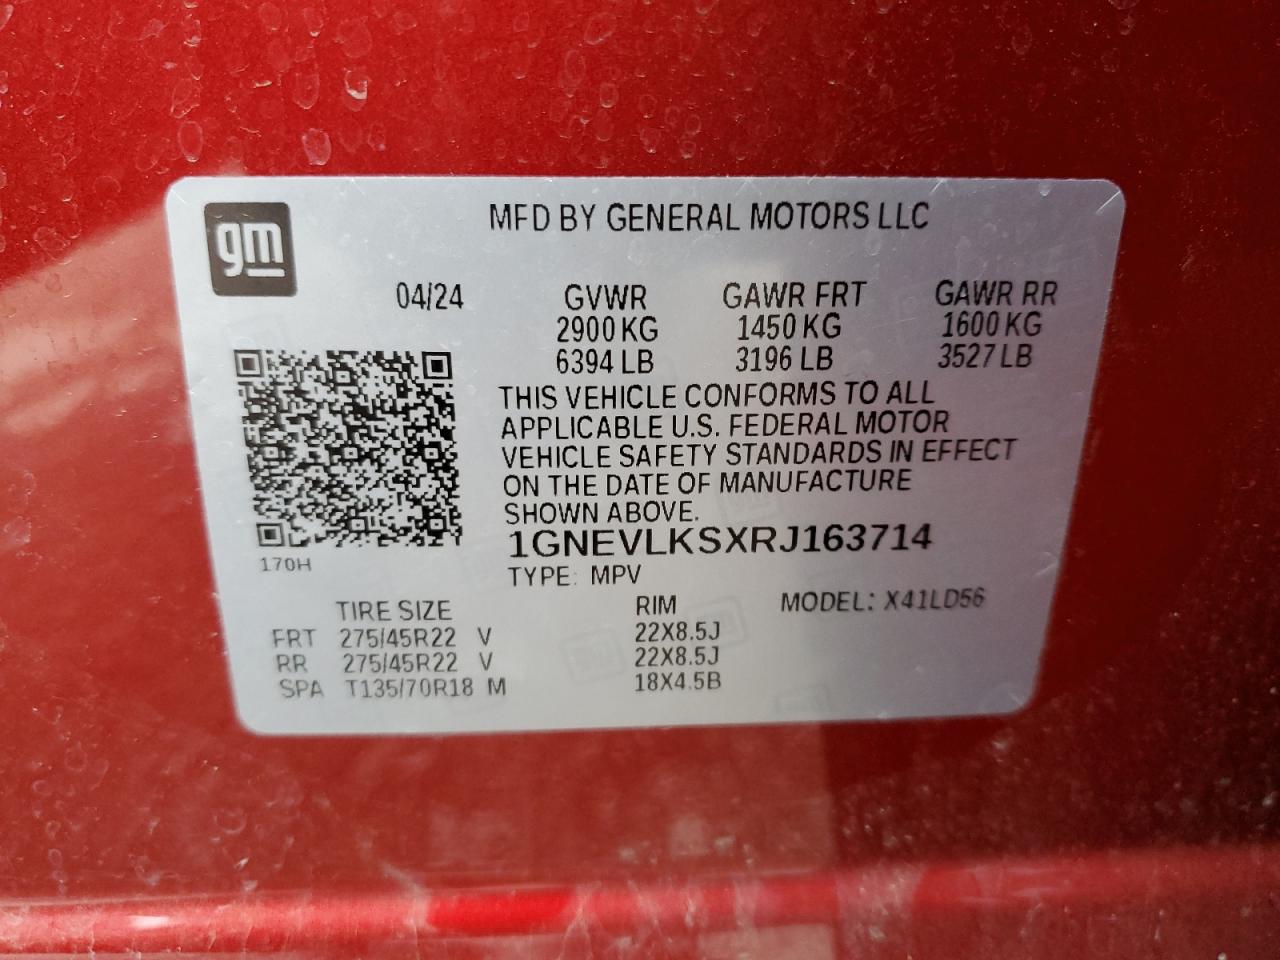 gm
MFD BY GENERAL MOTORS LLC
04/24 GVWR GAWR FRT GAWR RR
2900 KG 1450 KG 1600 KG
6394 LB 3196 LB 3527 LB
THIS VEHICLE CONFORMS TO ALL
APPLICABLE U.S. FEDERAL MOTOR
VEHICLE SAFETY STANDARDS IN EFFECT
ON THE DATE OF MANUFACTURE
SHOWN ABOVE.
170H
1GNEVLKSXRJ163714
TYPE: MPV
TIRE SIZE RIM MODEL: X41LD56
FRT 275/45R22 V 22X8.5J
RR 275/45R22 V 22X8.5J
SPA T135/70R18 M 18X4.5B